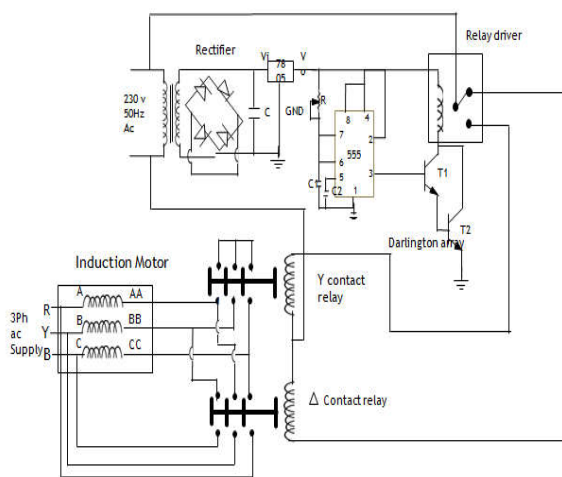 Relay driver
Rectifier
Vi
V
o
78
05
230 v
50Hz
Ac
C
R
GND
8
4
7
2
555
6
3
5
1
C1
C2
T1
T2
Darlington array
Induction Motor
A
AA
B
BB
C
CC
R
Y
B
3Ph
ac
Supply
Y contact
relay
Δ Contact relay